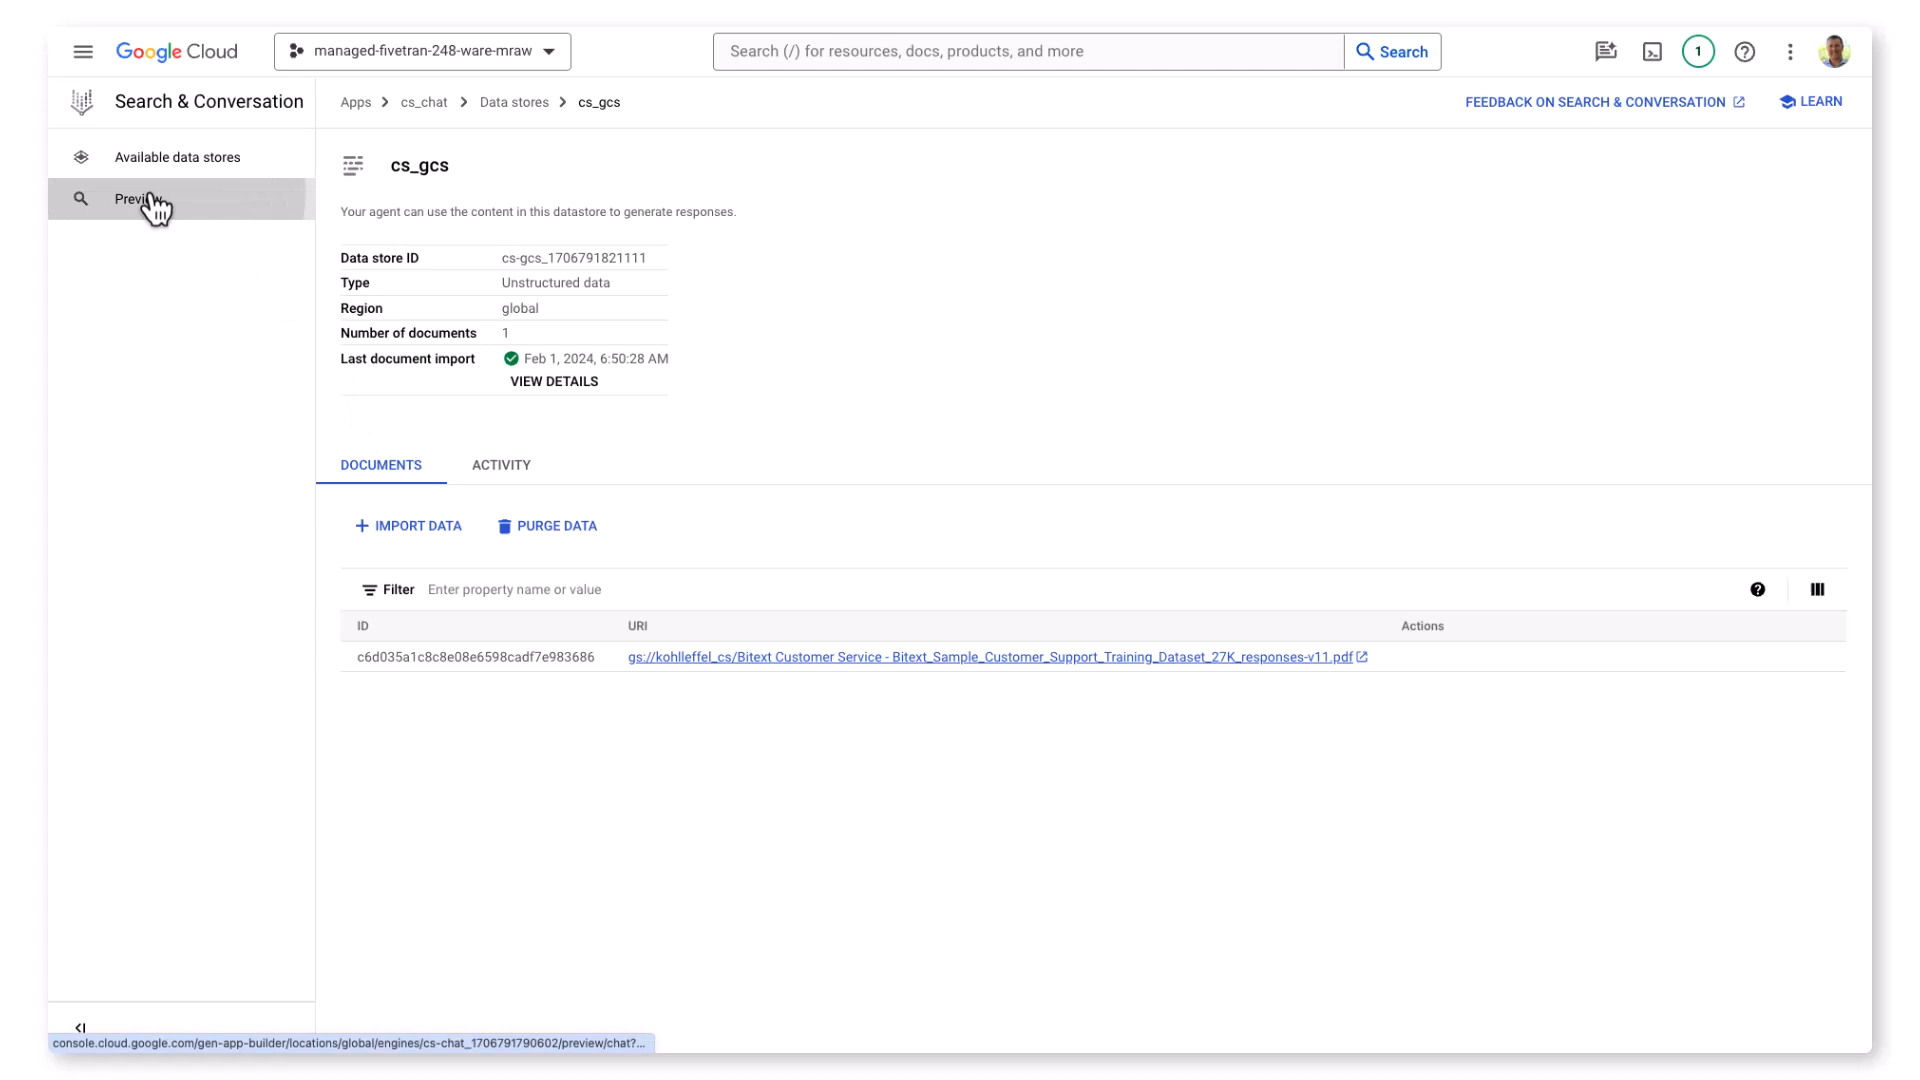 Google Cloud
managed-fivetran-248-ware-mraw
Search (/) for resources, docs, products, and more
Search
1
Search & Conversation
Apps
cs_chat
Data stores
cs_gcs
FEEDBACK ON SEARCH & CONVERSATION
LEARN
Available data stores
Preview
cs_gcs
Your agent can use the content in this datastore to generate responses.
Data store ID cs-gcs_1706791821111
Type Unstructured data
Region global
Number of documents 1
Last document import Feb 1, 2024, 6:50:28 AM
VIEW DETAILS
DOCUMENTS ACTIVITY
IMPORT DATA PURGE DATA
Filter Enter property name or value
ID URI Actions
c6d035a1c8c8e08e6598cadf7e983686 gs://kohlleffel_cs/Bitext Customer Service - Bitext_Sample_Customer_Support_Training_Dataset_27K_responses-v11.pdf
console.cloud.google.com/gen-app-builder/locations/global/engines/cs-chat_1706791790602/preview/chat?...